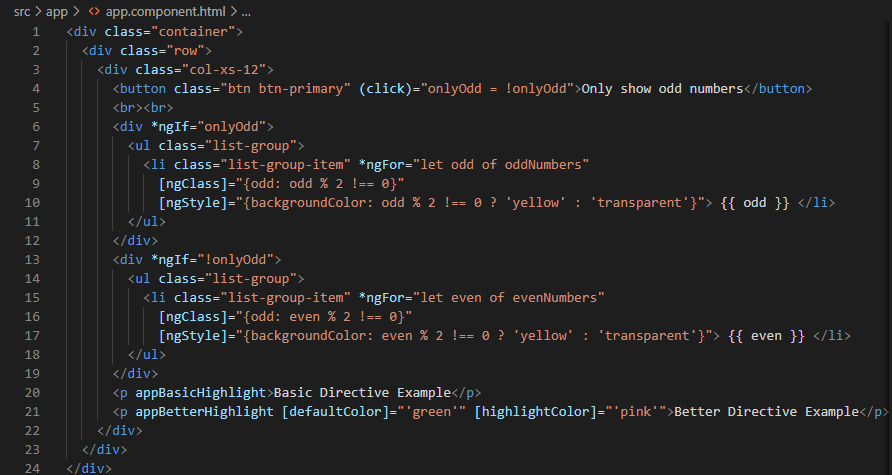 src > app > <> app.component.html > ...
1 <div class="container">
2 <div class="row">
3 <div class="col-xs-12">
4 <button class="btn btn-primary" (click)="onlyOdd = !onlyOdd">Only show odd numbers</button>
5 <br><br>
6 <div *ngIf="onlyOdd">
7 <ul class="list-group">
8 <li class="list-group-item" *ngFor="let odd of oddNumbers"
9 [ngClass]="{odd: odd % 2 !== 0}"
10 [ngStyle]="{backgroundColor: odd % 2 !== 0 ? 'yellow' : 'transparent'}"> {{ odd }} </li>
11 </ul>
12 </div>
13 <div *ngIf="!onlyOdd">
14 <ul class="list-group">
15 <li class="list-group-item" *ngFor="let even of evenNumbers"
16 [ngClass]="{odd: even % 2 !== 0}"
17 [ngStyle]="{backgroundColor: even % 2 !== 0 ? 'yellow' : 'transparent'}"> {{ even }} </li>
18 </ul>
19 </div>
20 <p appBasicHighlight>Basic Directive Example</p>
21 <p appBetterHighlight [defaultColor]="'green'" [highlightColor]="'pink'">Better Directive Example</p>
22 </div>
23 </div>
24 </div>